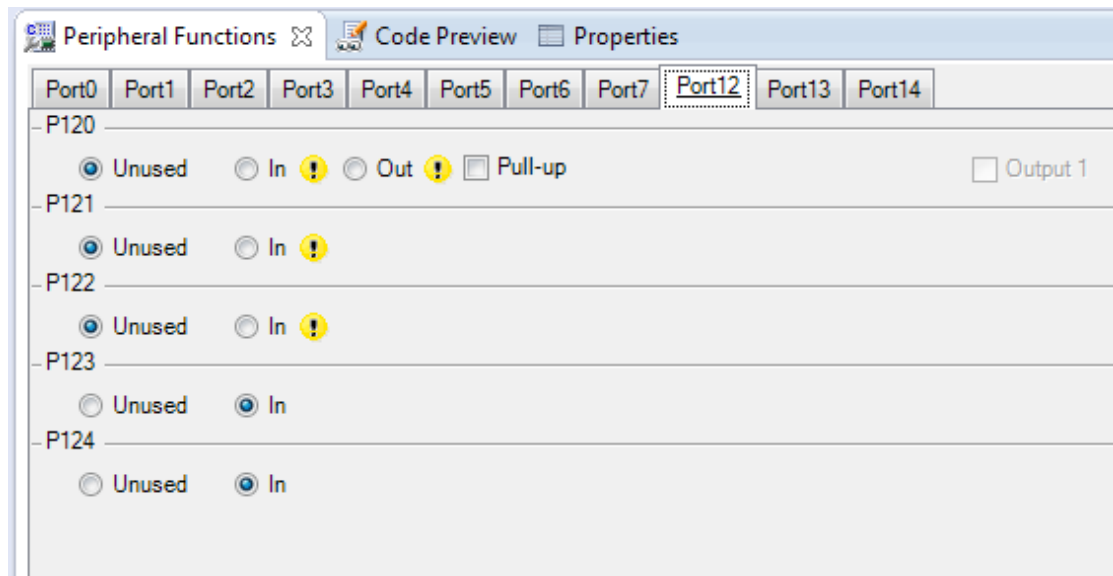 Peripheral Functions Code Preview Properties
Port0 Port1 Port2 Port3 Port4 Port5 Port6 Port7 Port12 Port13 Port14
P120
Unused In Out Pull-up Output 1
P121
Unused In
P122
Unused In
P123
Unused In
P124
Unused In